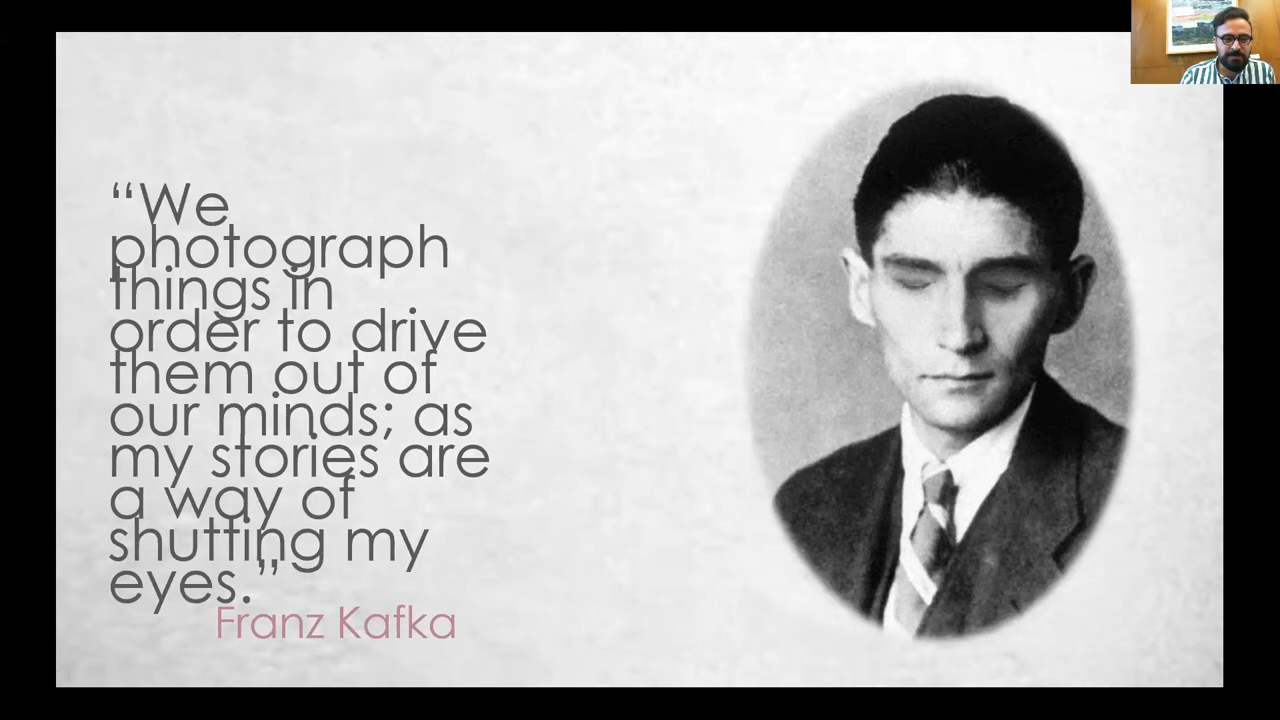 “We
photograph
things in
order to drive
them out of
our minds; as
my stories are
a way of
shutting my
eyes.”
Franz Kafka